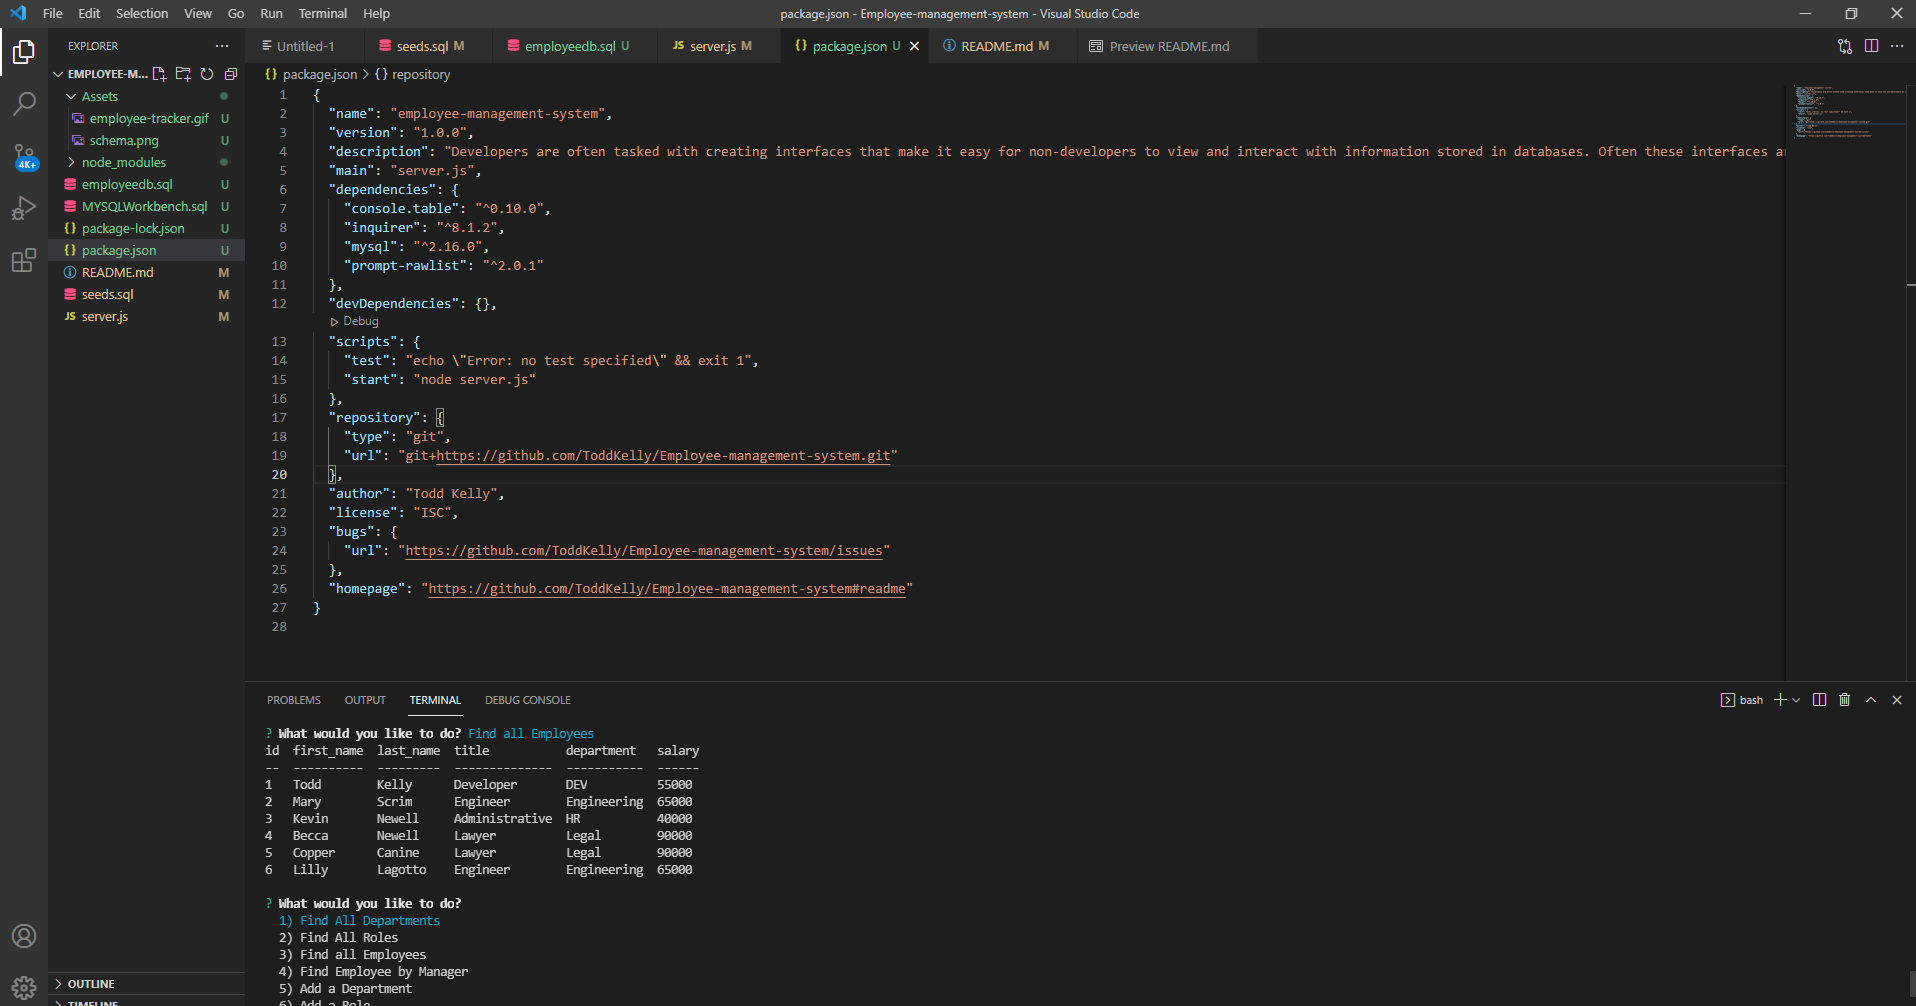 File Edit Selection View Go Run Terminal Help
package.json - Employee-management-system - Visual Studio Code
EXPLORER
EMPLOYEE-M...
Assets
employee-tracker.gif U
schema.png U
node_modules
employeedb.sql U
MYSQLWorkbench.sql U
package-lock.json U
package.json U
README.md M
seeds.sql M
JS server.js M
OUTLINE
TIMELINE
4K+
Untitled-1
seeds.sql M
employeedb.sql U
JS server.js M
{} package.json U
README.md M
Preview README.md
{} package.json > {} repository
1 {
2 "name": "employee-management-system",
3 "version": "1.0.0",
4 "description": "Developers are often tasked with creating interfaces that make it easy for non-developers to view and interact with information stored in databases. Often these interfaces a
5 "main": "server.js",
6 "dependencies": {
7 "console.table": "^0.10.0",
8 "inquirer": "^8.1.2",
9 "mysql": "^2.16.0",
10 "prompt-rawlist": "^2.0.1"
11 },
12 "devDependencies": {},
Debug
13 "scripts": {
14 "test": "echo \"Error: no test specified\" && exit 1",
15 "start": "node server.js"
16 },
17 "repository": {
18 "type": "git",
19 "url": "git+https://github.com/ToddKelly/Employee-management-system.git"
20 },
21 "author": "Todd Kelly",
22 "license": "ISC",
23 "bugs": {
24 "url": "https://github.com/ToddKelly/Employee-management-system/issues"
25 },
26 "homepage": "https://github.com/ToddKelly/Employee-management-system#readme"
27 }
28
PROBLEMS OUTPUT TERMINAL DEBUG CONSOLE
bash
? What would you like to do? Find all Employees
id first_name last_name title department salary
-- ---------- --------- -------------- ----------- ------
1 Todd Kelly Developer DEV 55000
2 Mary Scrim Engineer Engineering 65000
3 Kevin Newell Administrative HR 40000
4 Becca Newell Lawyer Legal 90000
5 Copper Canine Lawyer Legal 90000
6 Lilly Lagotto Engineer Engineering 65000
? What would you like to do?
1) Find All Departments
2) Find All Roles
3) Find all Employees
4) Find Employee by Manager
5) Add a Department
6) Add a Role